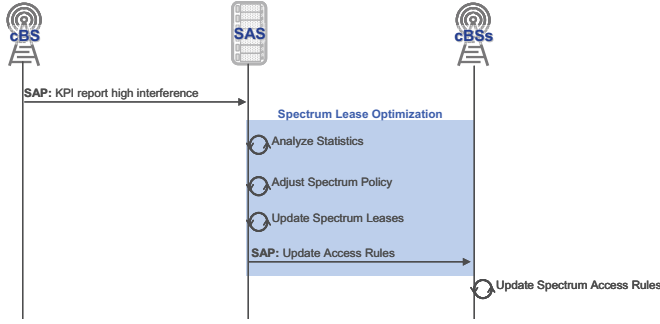 cBS
SAS
cBSs
SAP: KPI report high interference
Spectrum Lease Optimization
Analyze Statistics
Adjust Spectrum Policy
Update Spectrum Leases
SAP: Update Access Rules
Update Spectrum Access Rules